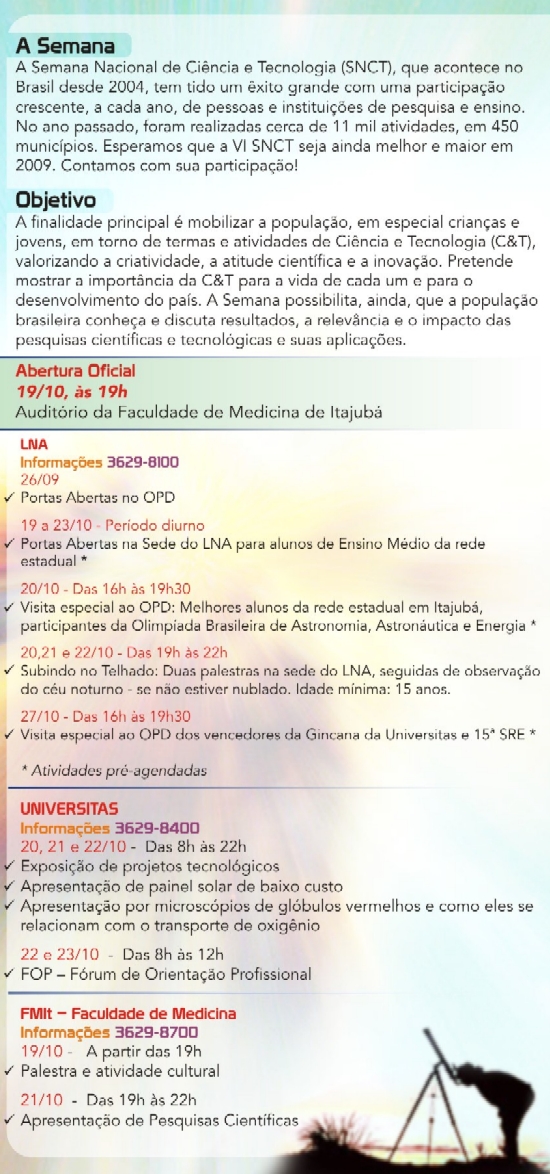 A Semana
A Semana Nacional de Ciência e Tecnologia (SNCT), que acontece no
Brasil desde 2004, tem tido um êxito grande com uma participação
crescente, a cada ano, de pessoas e instituições de pesquisa e ensino.
No ano passado, foram realizadas cerca de 11 mil atividades, em 450
municípios. Esperamos que a VI SNCT seja ainda melhor e maior em
2009. Contamos com sua participação!
Objetivo
A finalidade principal é mobilizar a população, em especial crianças e
jovens, em torno de termas e atividades de Ciência e Tecnologia (C&T),
valorizando a criatividade, a atitude científica e a inovação. Pretende
mostrar a importância da C&T para a vida de cada um e para o
desenvolvimento do país. A Semana possibilita, ainda, que a população
brasileira conheça e discuta resultados, a relevância e o impacto das
pesquisas científicas e tecnológicas e suas aplicações.
Abertura Oficial
19/10, às 19h
Auditório da Faculdade de Medicina de Itajubá
LNA
Informações 3629-8100
26/09
✓ Portas Abertas no OPD
19 a 23/10 - Período diurno
✓ Portas Abertas na Sede do LNA para alunos de Ensino Médio da rede
estadual *
20/10 - Das 16h às 19h30
✓ Visita especial ao OPD: Melhores alunos da rede estadual em Itajubá,
participantes da Olimpíada Brasileira de Astronomia, Astronáutica e Energia *
20,21 e 22/10 - Das 19h às 22h
✓ Subindo no Telhado: Duas palestras na sede do LNA, seguidas de observação
do céu noturno - se não estiver nublado. Idade mínima: 15 anos.
27/10 - Das 16h às 19h30
✓ Visita especial ao OPD dos vencedores da Gincana da Universitas e 15ª SRE *
* Atividades pré-agendadas
UNIVERSITAS
Informações 3629-8400
20, 21 e 22/10 - Das 8h às 22h
✓ Exposição de projetos tecnológicos
✓ Apresentação de painel solar de baixo custo
✓ Apresentação por microscópios de glóbulos vermelhos e como eles se
relacionam com o transporte de oxigênio
22 e 23/10 - Das 8h às 12h
✓ FOP – Fórum de Orientação Profissional
FMIt – Faculdade de Medicina
Informações 3629-8700
19/10 - A partir das 19h
✓ Palestra e atividade cultural
21/10 - Das 19h às 22h
✓ Apresentação de Pesquisas Científicas